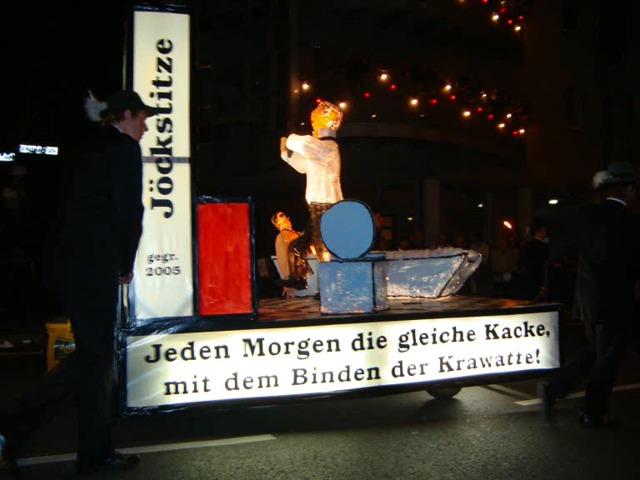 Jöckstitze
gegr.
2005
Jeden Morgen die gleiche Kacke,
mit dem Binden der Krawatte!